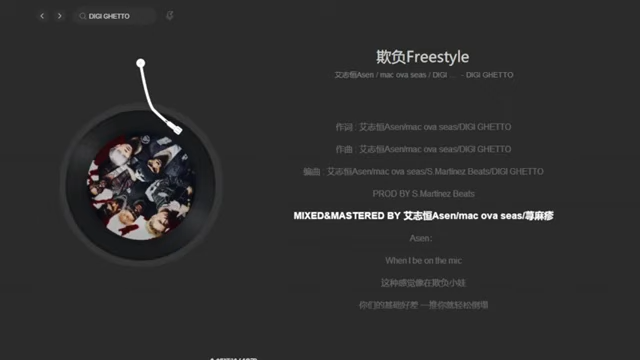 DIGI GHETTO
欺负Freestyle
艾志恒Asen / mac ova seas / DIGI ... - DIGI GHETTO
作词 : 艾志恒Asen/mac ova seas/DIGI GHETTO
作曲 : 艾志恒Asen/mac ova seas/DIGI GHETTO
编曲 : 艾志恒Asen/mac ova seas/S.Martinez Beats/DIGI GHETTO
PROD BY S.Martinez Beats
MIXED&MASTERED BY 艾志恒Asen/mac ova seas/荨麻疹
Asen：
When I be on the mic
这种感觉像在欺负小娃
你们的基础好差 一推你就轻松倒塌